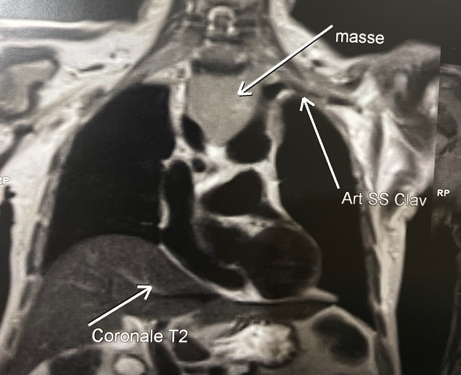 masse
RP
RP
Art SS Clav
Coronale T2